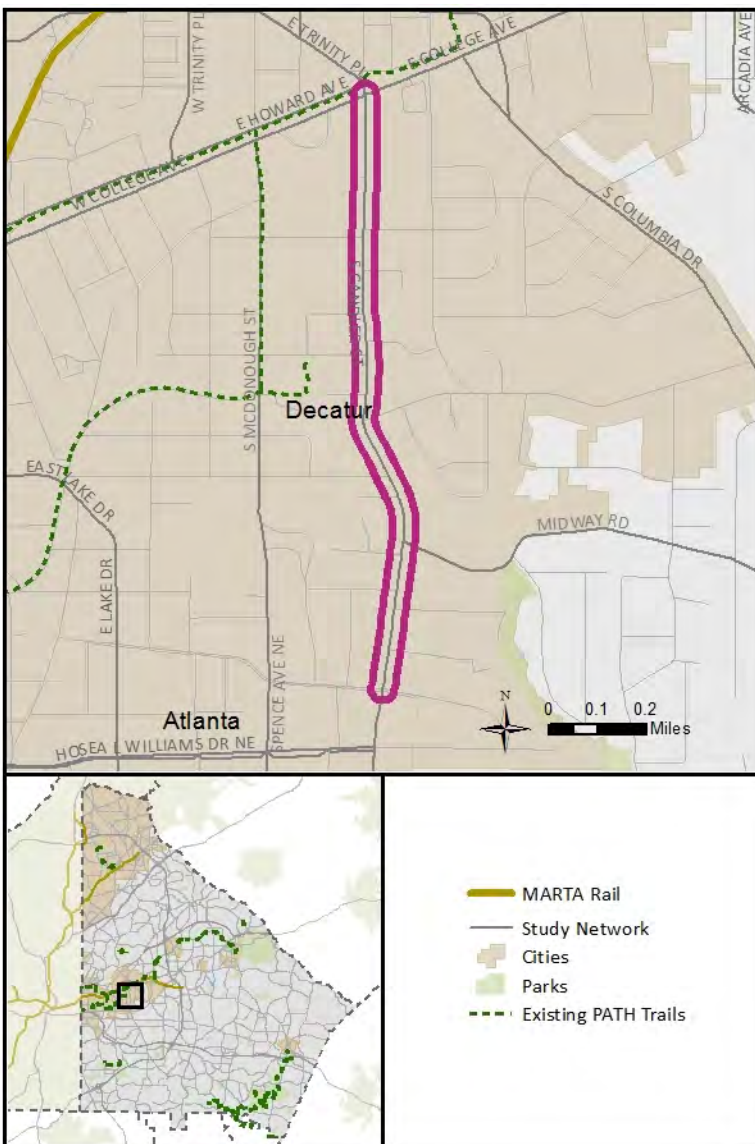 E TRINITY PL
E COLLEGE AVE
ARCADIA AVE
W TRINITY PL
E HOWARD AVE
W COLLEGE AVE
S COLUMBIA DR
S MCDONOUGH ST
Decatur
EAST LAKE DR
MIDWAY RD
E LAKE DR
SPENCE AVE NE
Atlanta
N
0 0.1 0.2
Miles
HOSEA L WILLIAMS DR NE
MARTA Rail
Study Network
Cities
Parks
Existing PATH Trails